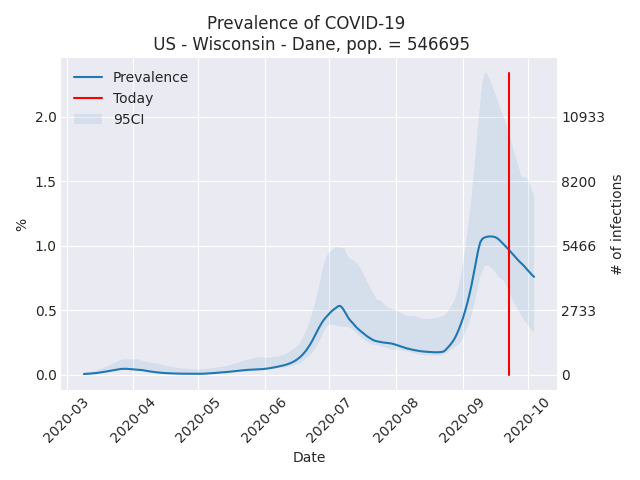 Prevalence of COVID-19
US - Wisconsin - Dane, pop. = 546695
Prevalence
Today
95CI
2.0
1.5
1.0
0.5
0.0
%
10933
8200
5466
2733
0
# of infections
2020-03
2020-04
2020-05
2020-06
2020-07
2020-08
2020-09
2020-10
Date